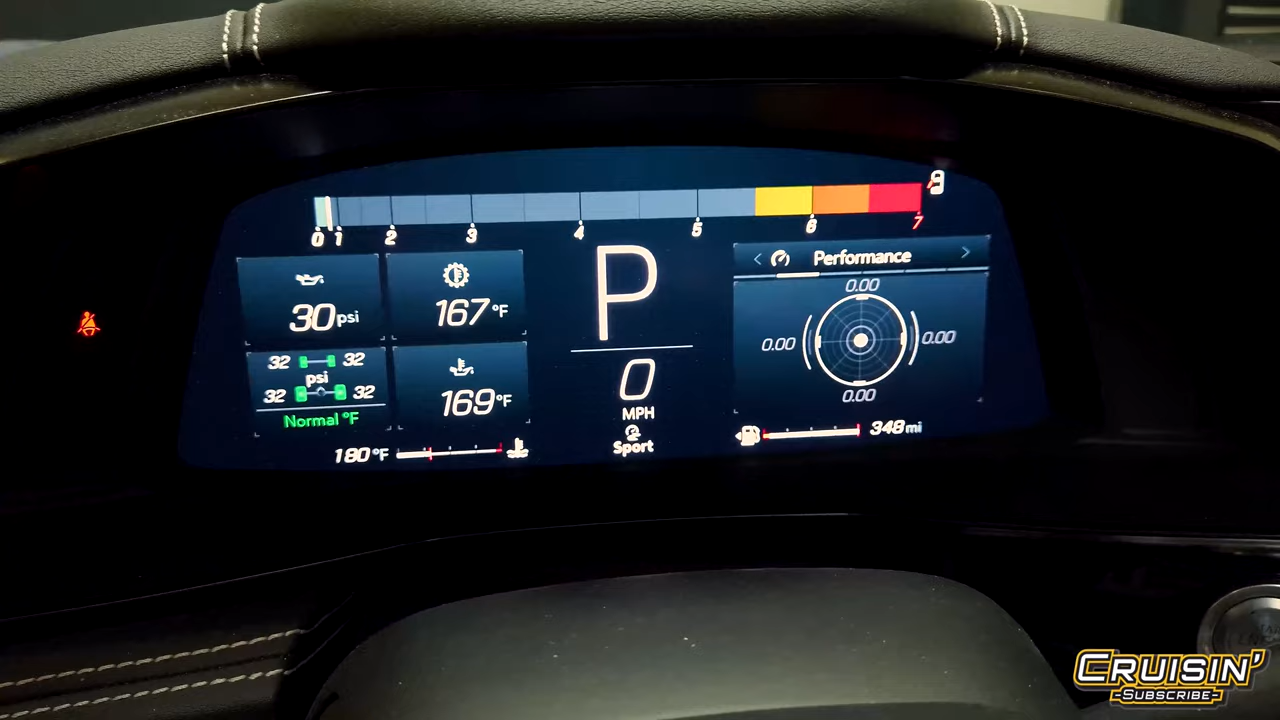 0 1 2 3 4 5 6 7
30 psi
167 °F
32 32
psi
32 32
Normal °F
169 °F
180 °F
P
0
MPH
Sport
Performance
0.00
0.00 0.00
0.00
348 mi
CRUISIN'
-SUBSCRIBE-